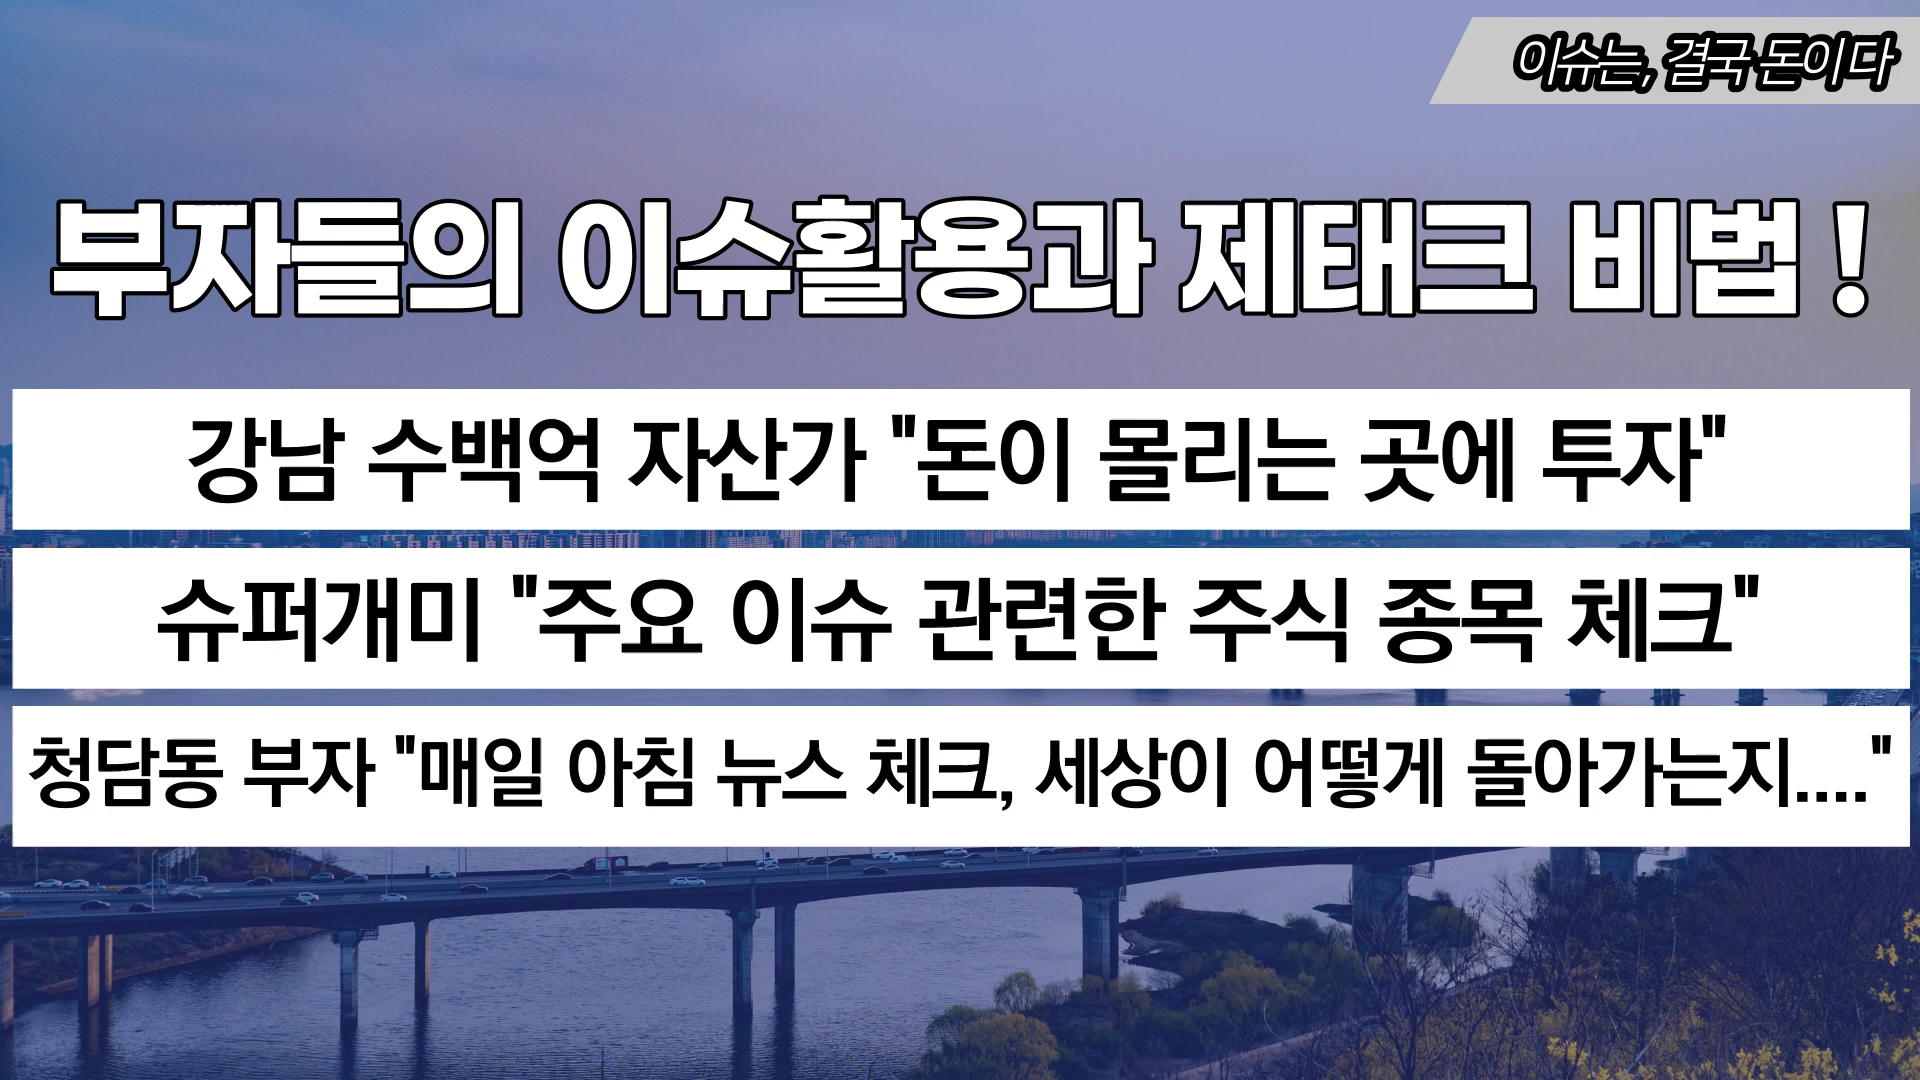 이슈는, 결국 돈이다
부자들의 이슈활용과 제태크 비법 !
강남 수백억 자산가 "돈이 몰리는 곳에 투자"
슈퍼개미 "주요 이슈 관련한 주식 종목 체크"
청담동 부자 "매일 아침 뉴스 체크, 세상이 어떻게 돌아가는지...."